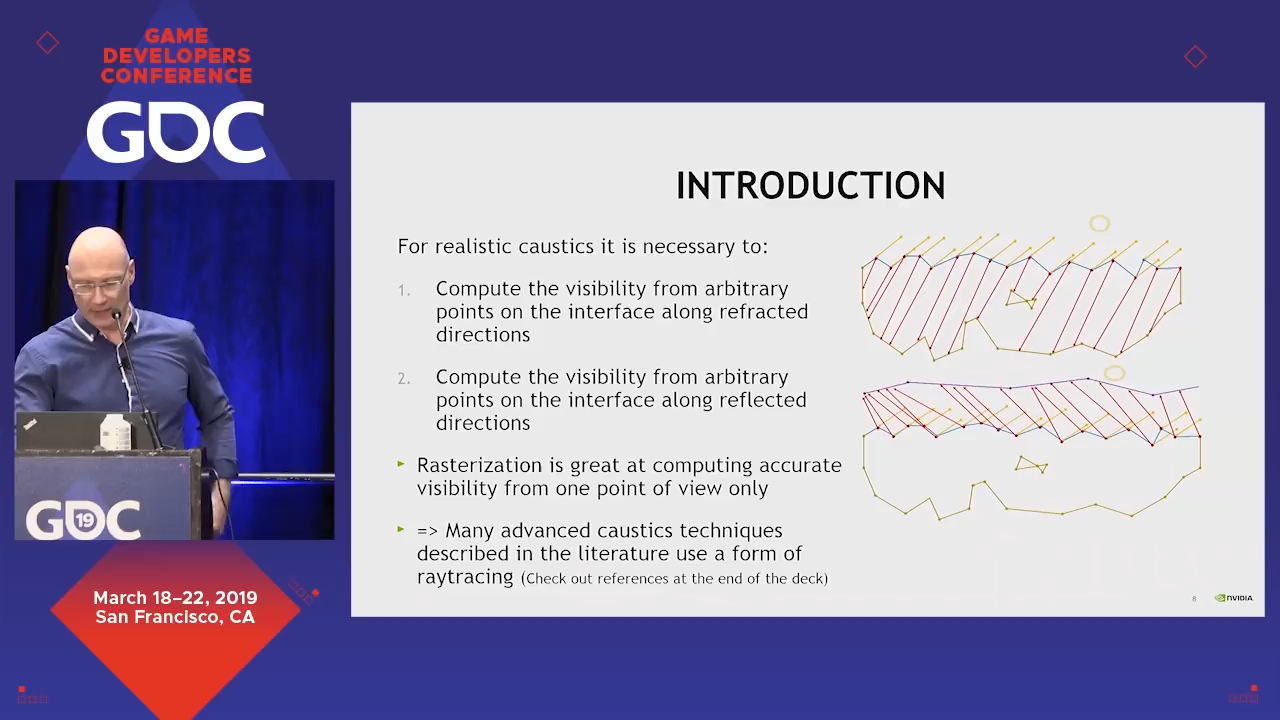 GAME
DEVELOPERS
CONFERENCE
GDC
GDC
19
March 18–22, 2019
San Francisco, CA
INTRODUCTION
For realistic caustics it is necessary to:
1. Compute the visibility from arbitrary
points on the interface along refracted
directions
2. Compute the visibility from arbitrary
points on the interface along reflected
directions
► Rasterization is great at computing accurate
visibility from one point of view only
► => Many advanced caustics techniques
described in the literature use a form of
raytracing (Check out references at the end of the deck)
8
NVIDIA.